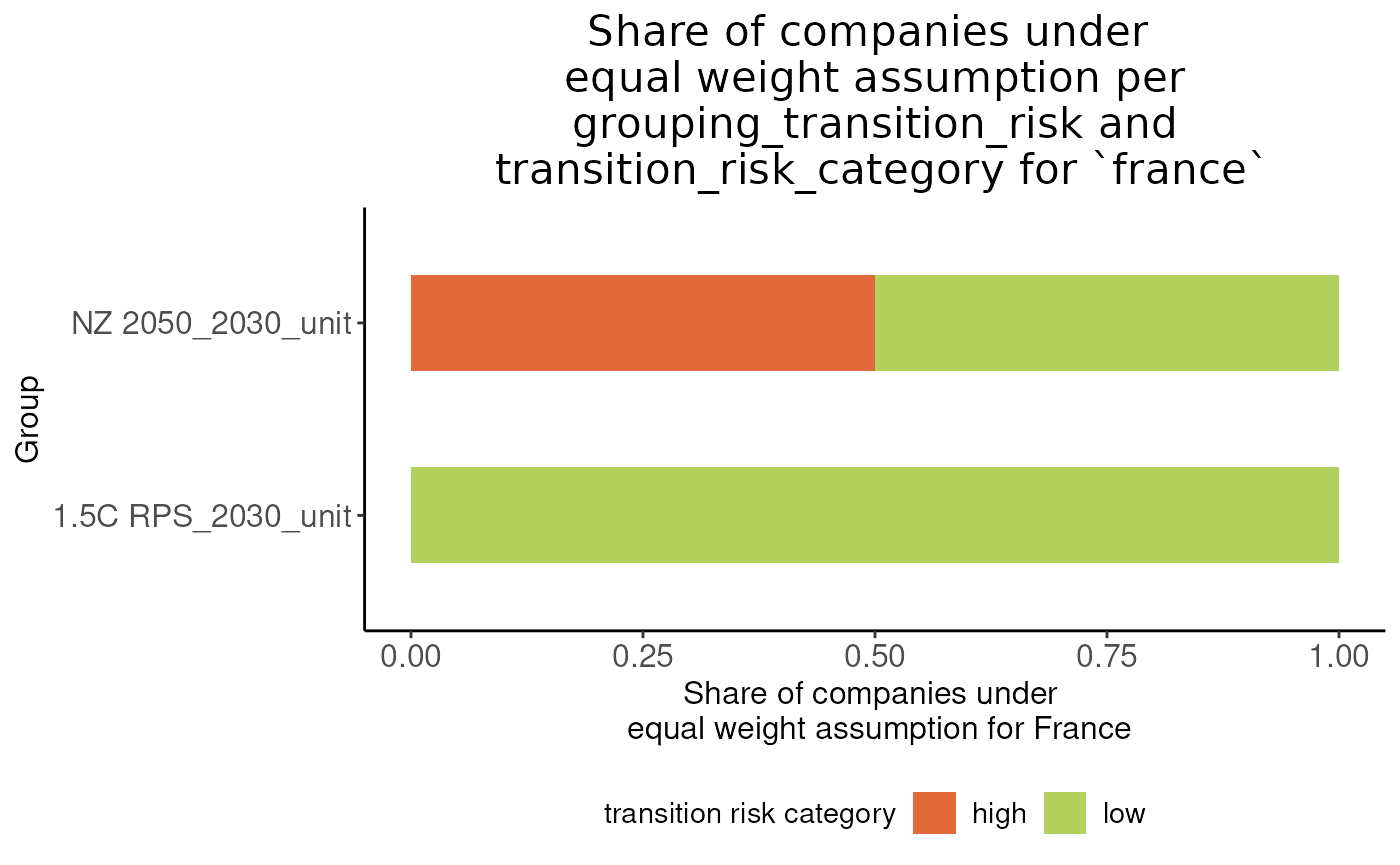 Share of companies under
equal weight assumption per
grouping_transition_risk and
transition_risk_category for `france`
NZ 2050_2030_unit
Group
1.5C RPS_2030_unit
0.00 0.25 0.50 0.75 1.00
Share of companies under
equal weight assumption for France
transition risk category high low